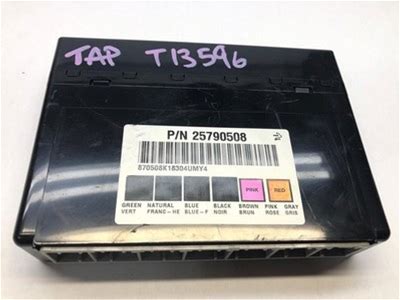 TAP T13596
P/N 25790508
870508K18304UMY4
PINK RED
GREEN NATURAL BLUE BLACK BROWN PINK GRAY
VERT FRANG-HE BLUE-F NOIR BRUN ROSE GRIS